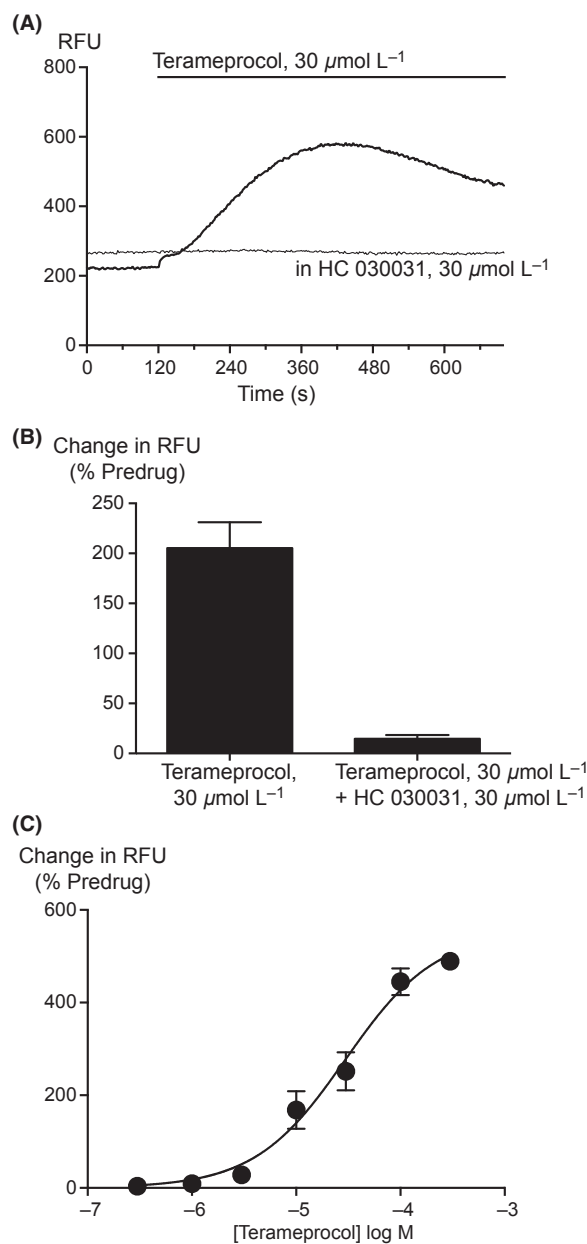 (A)
RFU
Terameprocol, 30 µmol L⁻¹
800
600
400
200
0
in HC 030031, 30 µmol L⁻¹
0 120 240 360 480 600
Time (s)
(B)
Change in RFU
(% Predrug)
250
200
150
100
50
0
Terameprocol,
30 µmol L⁻¹
Terameprocol, 30 µmol L⁻¹
+ HC 030031, 30 µmol L⁻¹
(C)
Change in RFU
(% Predrug)
600
400
200
0
–7 –6 –5 –4 –3
[Terameprocol] log M